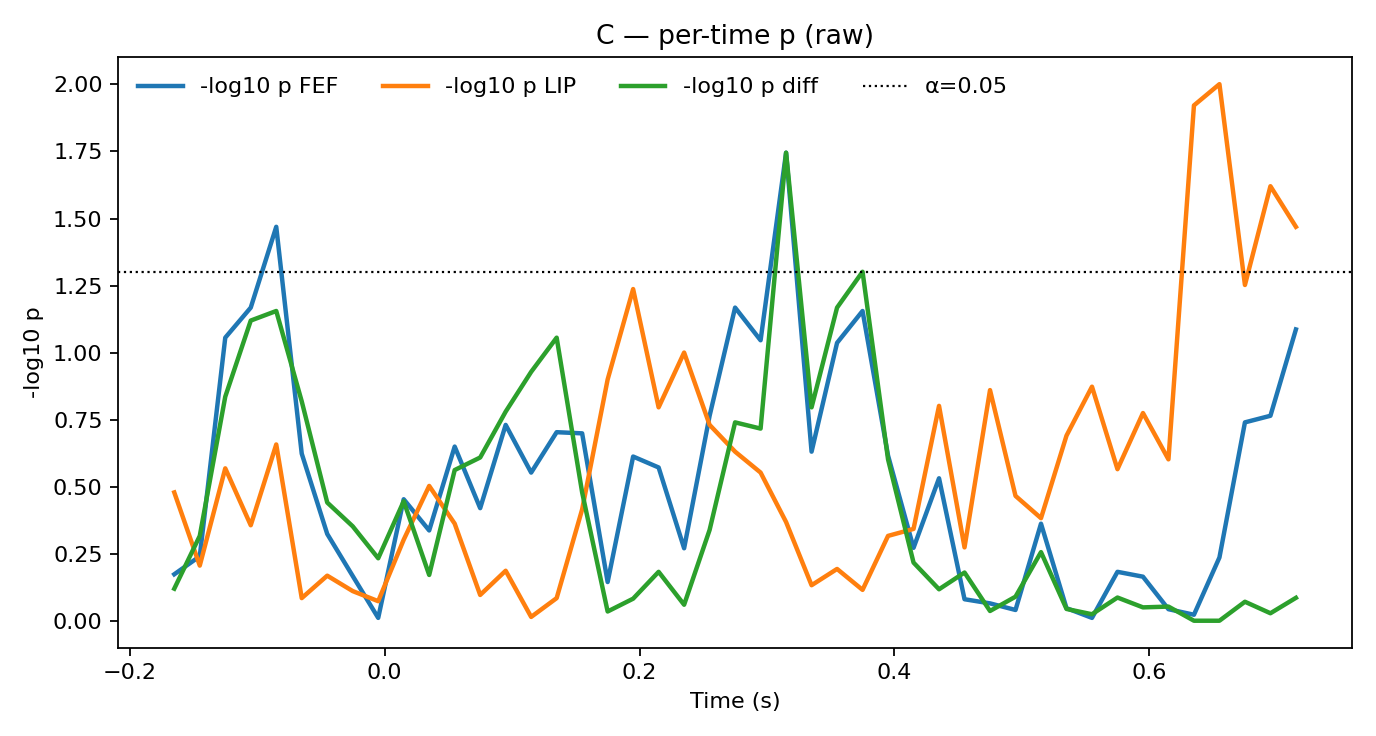 C — per-time p (raw)
-log10 p FEF -log10 p LIP -log10 p diff α=0.05
2.00
1.75
1.50
1.25
1.00
0.75
0.50
0.25
0.00
-log10 p
−0.2 0.0 0.2 0.4 0.6
Time (s)